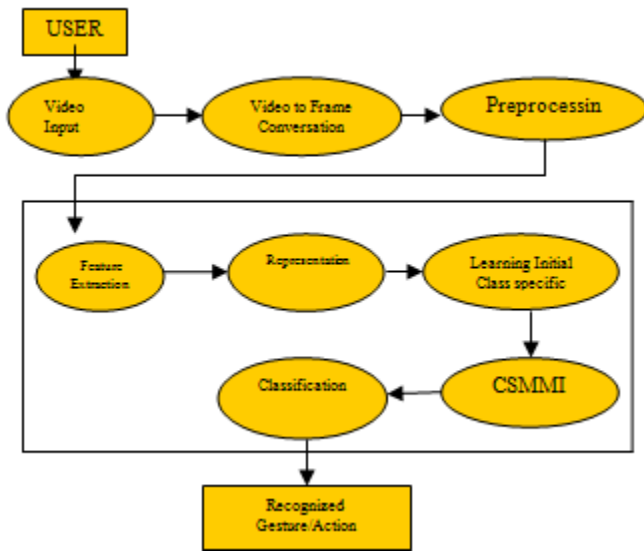 USER
Video
Input
Video to Frame
Conversation
Preprocessin
Feature
Extraction
Representation
Learning Initial
Class specific
Classification
CSMMI
Recognized
Gesture/Action